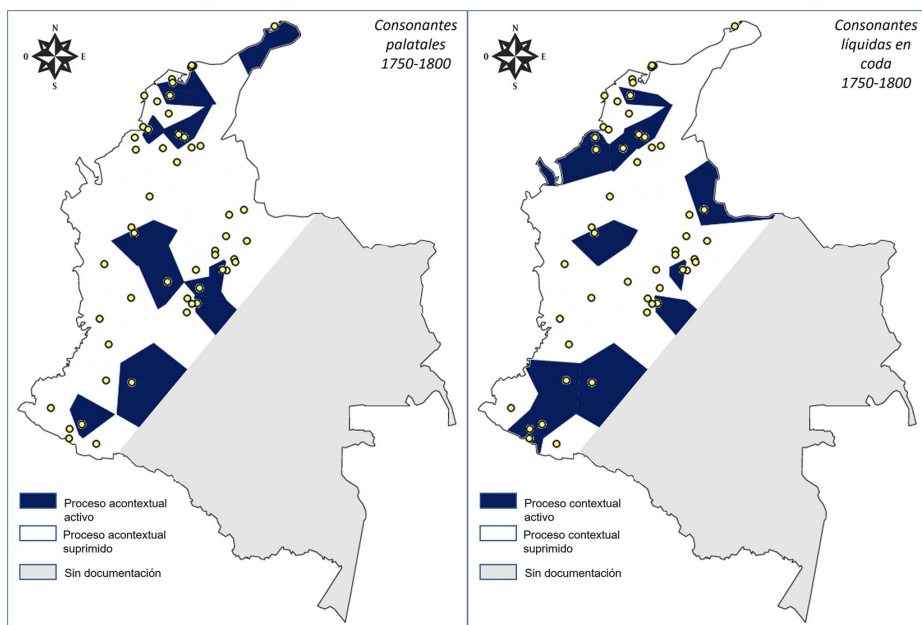 Consonantes
palatales
1750-1800
N
O
E
S
Proceso acontextual
activo
Proceso acontextual
suprimido
Sin documentación
Consonantes
líquidas en
coda
1750-1800
N
O
E
S
Proceso contextual
activo
Proceso contextual
suprimido
Sin documentación